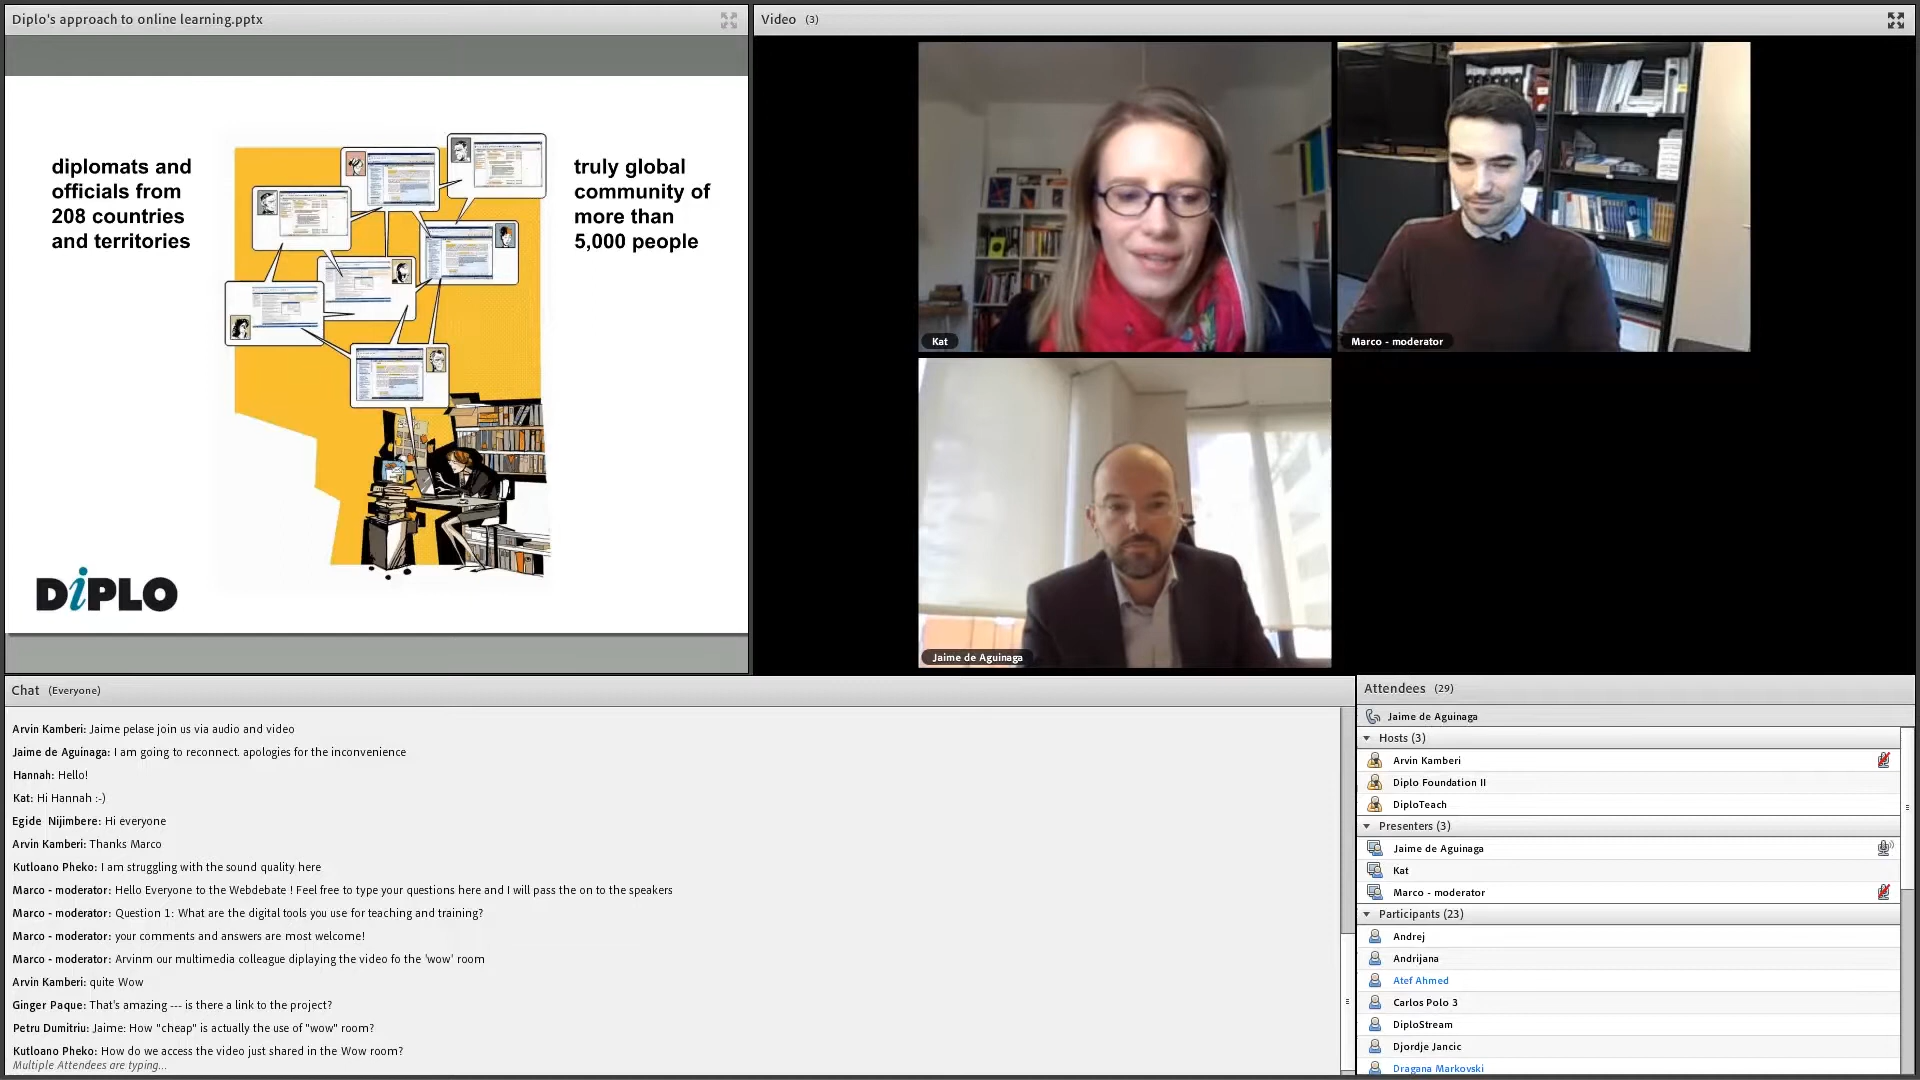 Diplo's approach to online learning.pptx
diplomats and
officials from
208 countries
and territories
truly global
community of
more than
5,000 people
DiPLO
Video (3)
Kat
Marco - moderator
Jaime de Aguinaga
Chat (Everyone)
Arvin Kamberi: Jaime pelase join us via audio and video
Jaime de Aguinaga: I am going to reconnect. apologies for the inconvenience
Hannah: Hello!
Kat: Hi Hannah :-)
Egide Nijimbere: Hi everyone
Arvin Kamberi: Thanks Marco
Kutloano Pheko: I am struggling with the sound quality here
Marco - moderator: Hello Everyone to the Webdebate ! Feel free to type your questions here and I will pass the on to the speakers
Marco - moderator: Question 1: What are the digital tools you use for teaching and training?
Marco - moderator: your comments and answers are most welcome!
Marco - moderator: Arvinm our multimedia colleague diplaying the video fo the 'wow' room
Arvin Kamberi: quite Wow
Ginger Paque: That's amazing --- is there a link to the project?
Petru Dumitriu: Jaime: How "cheap" is actually the use of "wow" room?
Kutloano Pheko: How do we access the video just shared in the Wow room?
Multiple Attendees are typing...
Attendees (29)
Jaime de Aguinaga
Hosts (3)
Arvin Kamberi
Diplo Foundation II
DiploTeach
Presenters (3)
Jaime de Aguinaga
Kat
Marco - moderator
Participants (23)
Andrej
Andrijana
Atef Ahmed
Carlos Polo 3
DiploStream
Djordje Jancic
Dragana Markovski